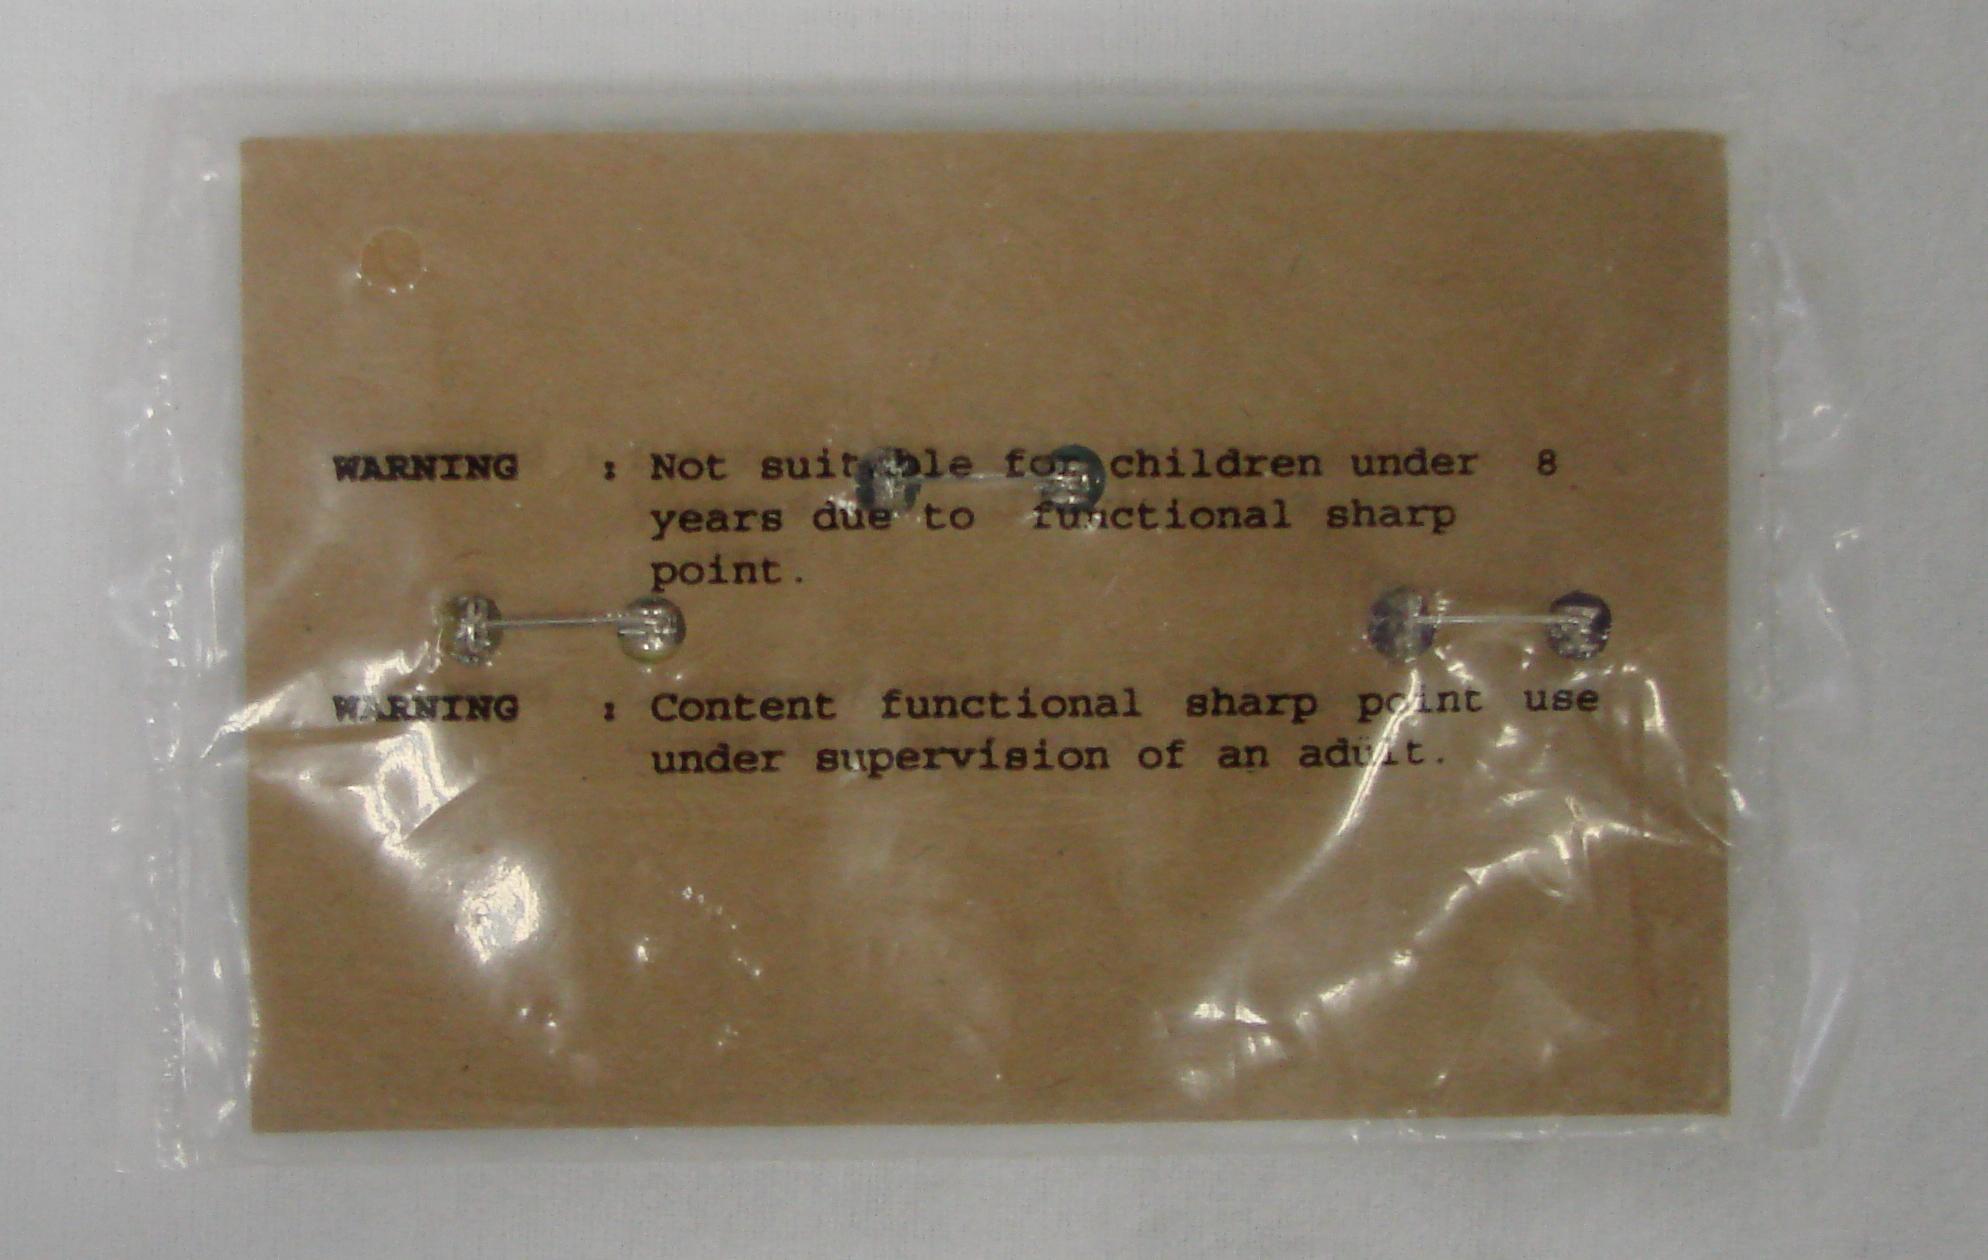 WARNING : Not suitable for children under 8
years due to functional sharp
point.
WARNING : Content functional sharp point use
under supervision of an adult.